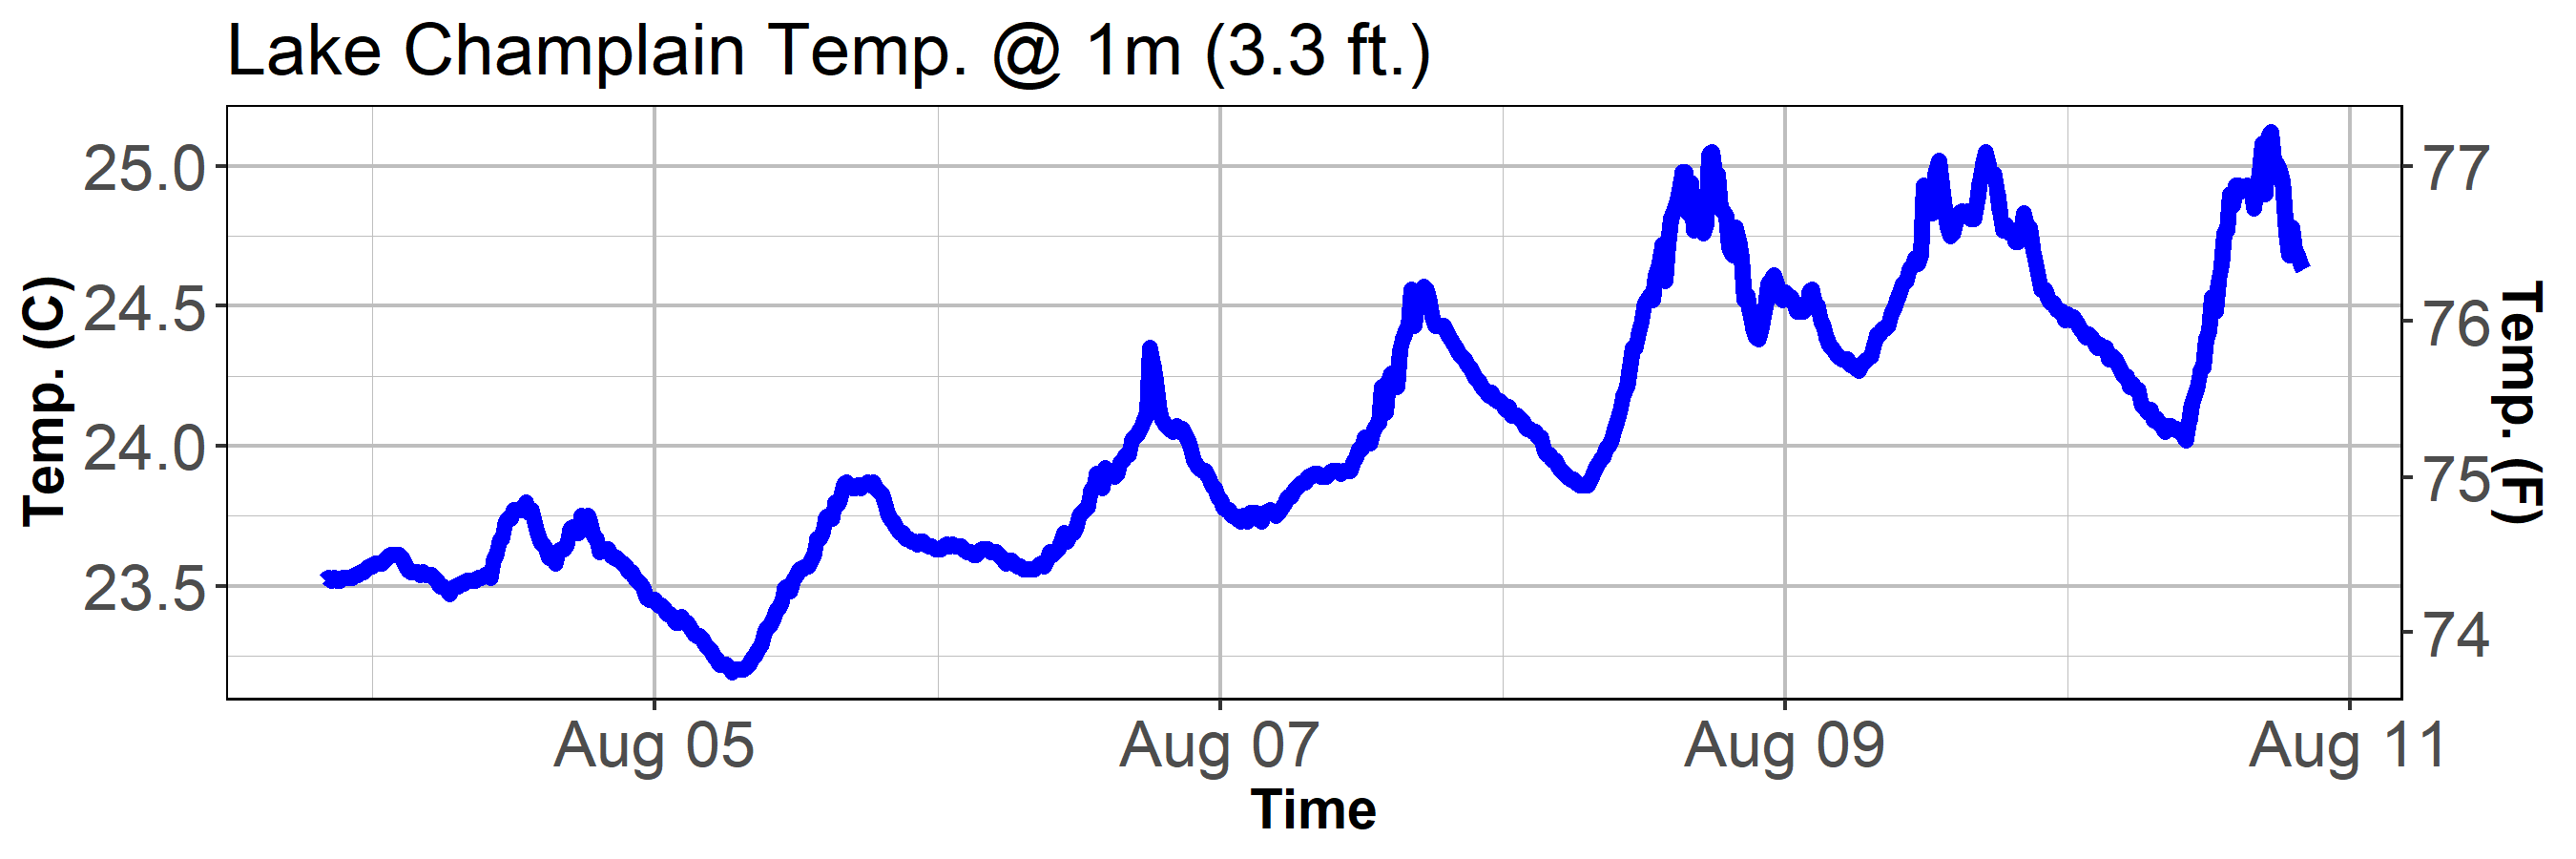 Lake Champlain Temp. @ 1m (3.3 ft.)
25.0
24.5
24.0
23.5
Temp. (C)
77
76
75
74
Temp. (F)
Aug 05
Aug 07
Aug 09
Aug 11
Time